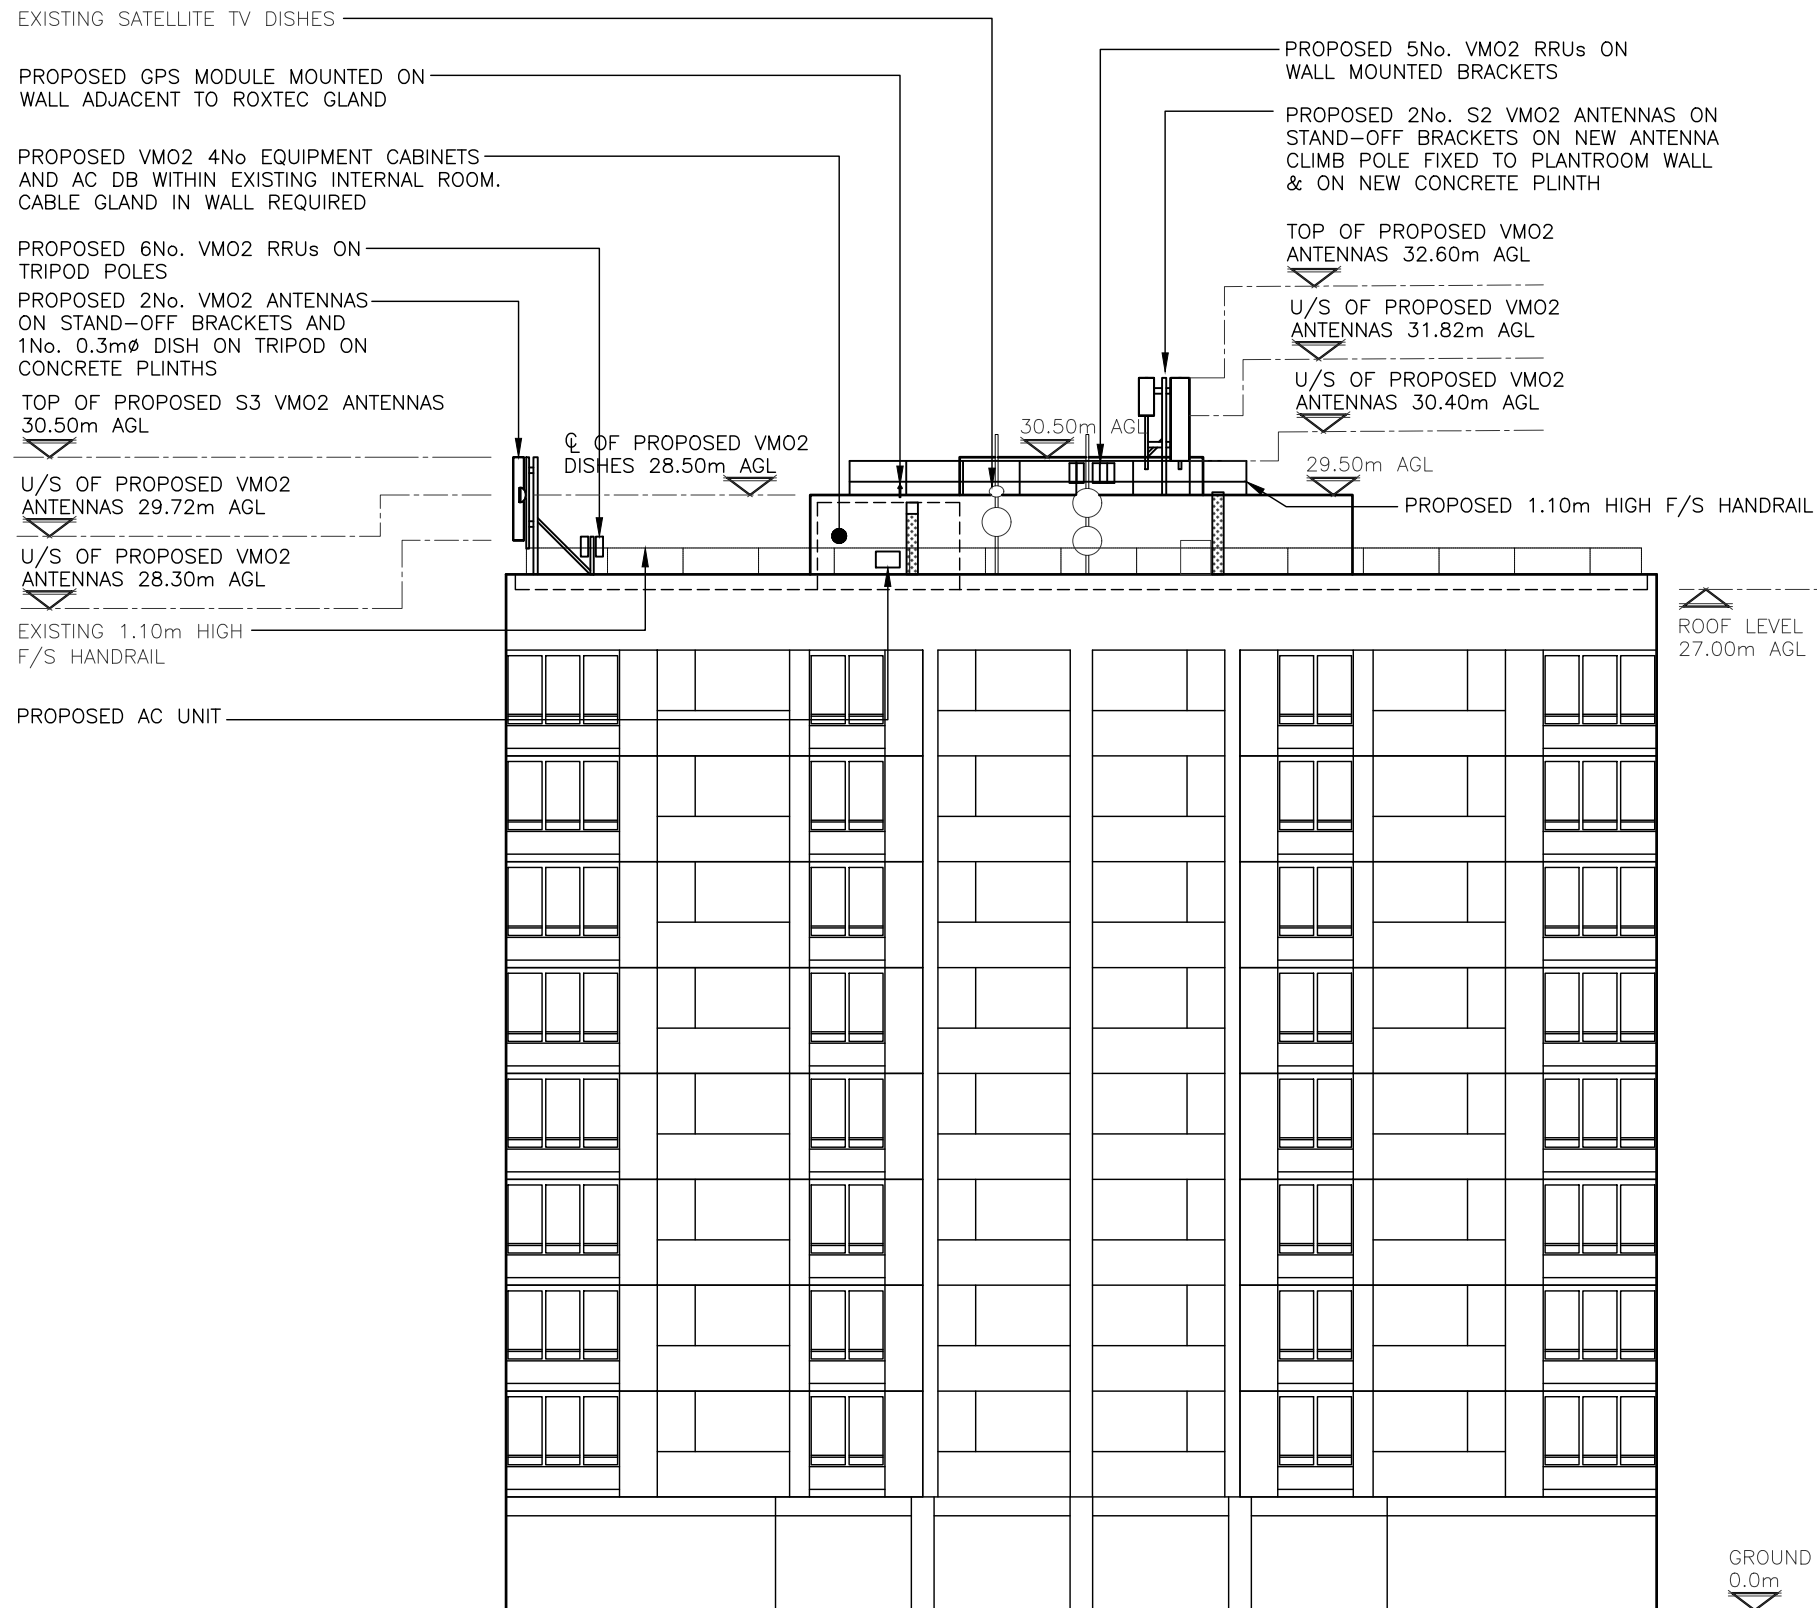 EXISTING SATELLITE TV DISHES
PROPOSED GPS MODULE MOUNTED ON
WALL ADJACENT TO ROXTEC GLAND
PROPOSED VMO2 4No EQUIPMENT CABINETS
AND AC DB WITHIN EXISTING INTERNAL ROOM.
CABLE GLAND IN WALL REQUIRED
PROPOSED 6No. VMO2 RRUs ON
TRIPOD POLES
PROPOSED 2No. VMO2 ANTENNAS
ON STAND-OFF BRACKETS AND
1No. 0.3mø DISH ON TRIPOD ON
CONCRETE PLINTHS
TOP OF PROPOSED S3 VMO2 ANTENNAS
30.50m AGL
U/S OF PROPOSED VMO2
ANTENNAS 29.72m AGL
U/S OF PROPOSED VMO2
ANTENNAS 28.30m AGL
EXISTING 1.10m HIGH
F/S HANDRAIL
PROPOSED AC UNIT
℄ OF PROPOSED VMO2
DISHES 28.50m AGL
30.50m AGL
PROPOSED 5No. VMO2 RRUs ON
WALL MOUNTED BRACKETS
PROPOSED 2No. S2 VMO2 ANTENNAS ON
STAND-OFF BRACKETS ON NEW ANTENNA
CLIMB POLE FIXED TO PLANTROOM WALL
& ON NEW CONCRETE PLINTH
TOP OF PROPOSED VMO2
ANTENNAS 32.60m AGL
U/S OF PROPOSED VMO2
ANTENNAS 31.82m AGL
U/S OF PROPOSED VMO2
ANTENNAS 30.40m AGL
29.50m AGL
PROPOSED 1.10m HIGH F/S HANDRAIL
ROOF LEVEL
27.00m AGL
GROUND
0.0m